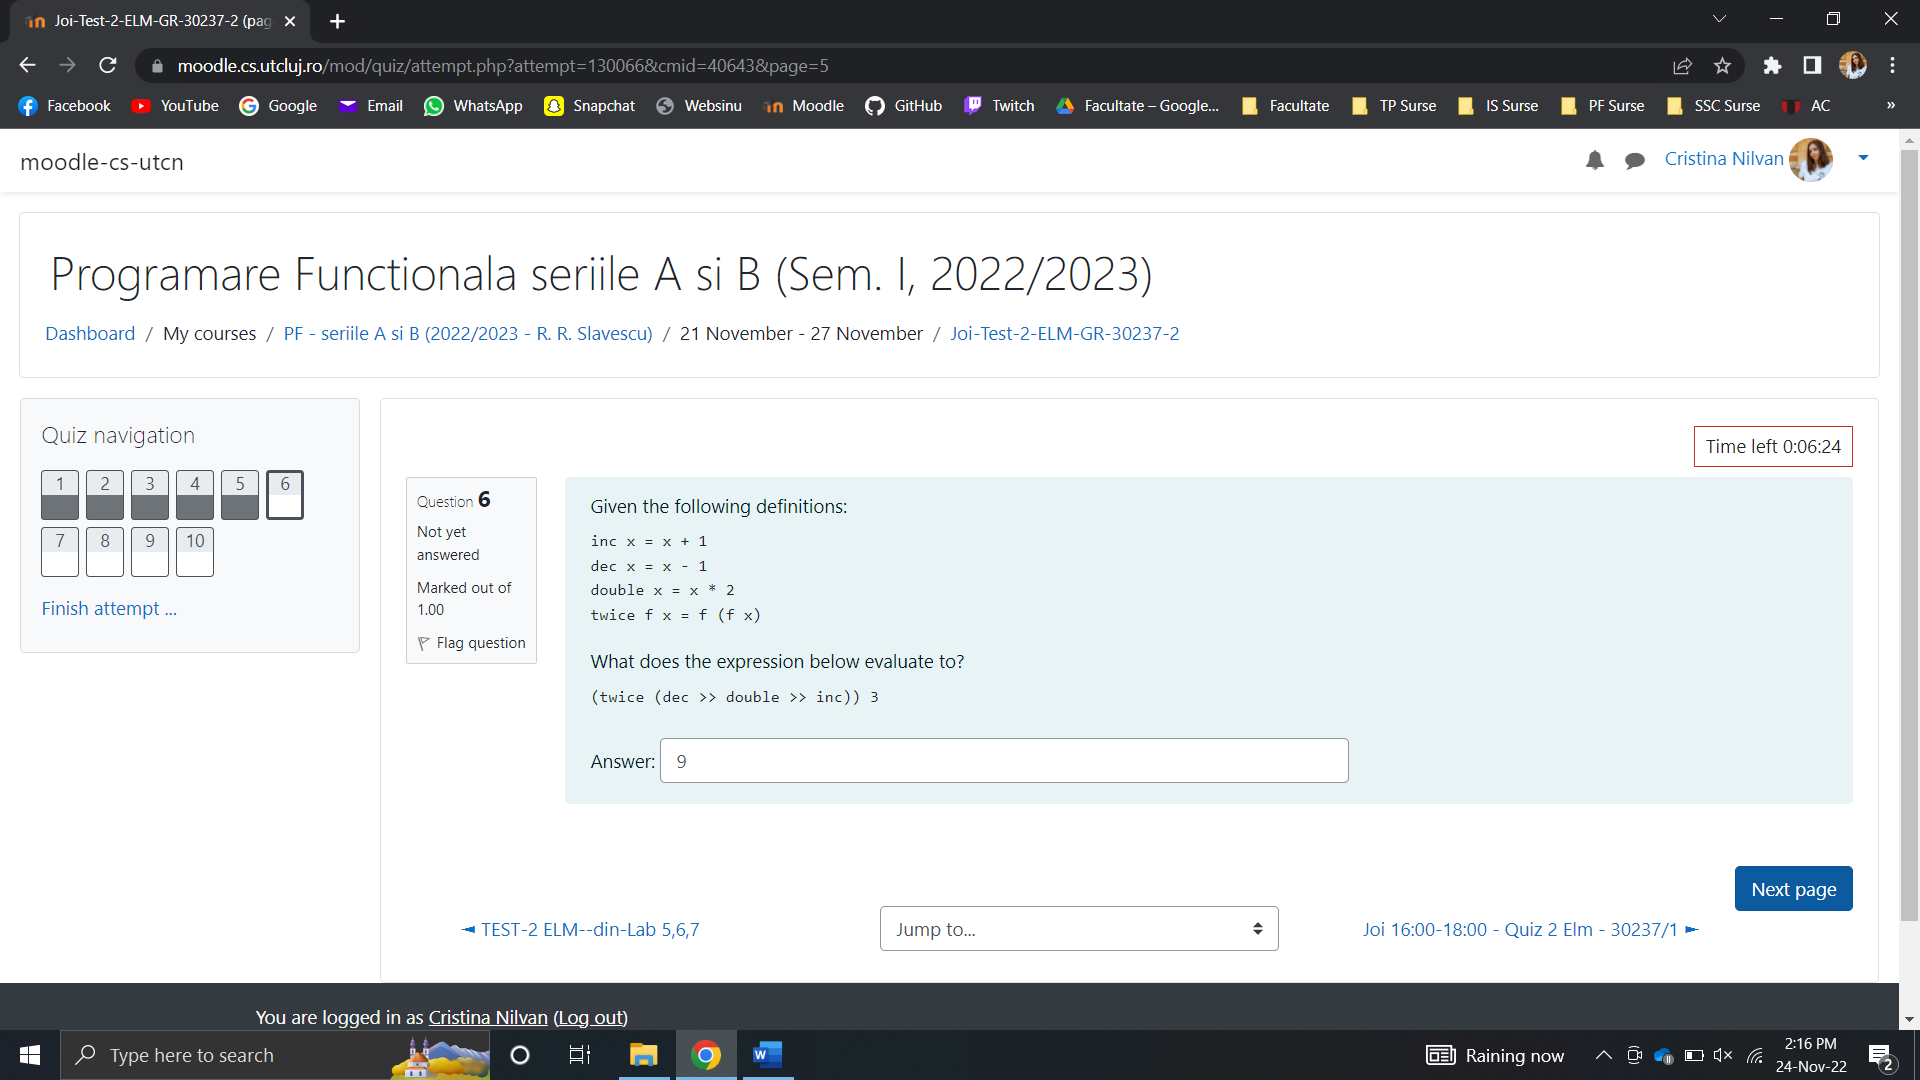 Joi-Test-2-ELM-GR-30237-2 (pag
moodle.cs.utcluj.ro/mod/quiz/attempt.php?attempt=130066&cmid=40643&page=5
Facebook YouTube Google Email WhatsApp Snapchat Websinu Moodle GitHub Twitch Facultate – Google... Facultate TP Surse IS Surse PF Surse SSC Surse AC »
moodle-cs-utcn
Cristina Nilvan
Programare Functionala seriile A si B (Sem. I, 2022/2023)
Dashboard / My courses / PF - seriile A si B (2022/2023 - R. R. Slavescu) / 21 November - 27 November / Joi-Test-2-ELM-GR-30237-2
Quiz navigation
1 2 3 4 5 6
7 8 9 10
Finish attempt ...
Time left 0:06:24
Question 6
Not yet
answered
Marked out of
1.00
Flag question
Given the following definitions:
inc x = x + 1
dec x = x - 1
double x = x * 2
twice f x = f (f x)
What does the expression below evaluate to?
(twice (dec >> double >> inc)) 3
Answer: 9
Next page
◄ TEST-2 ELM--din-Lab 5,6,7
Jump to...
Joi 16:00-18:00 - Quiz 2 Elm - 30237/1 ►
You are logged in as Cristina Nilvan (Log out)
Type here to search
Raining now
2:16 PM
24-Nov-22
2